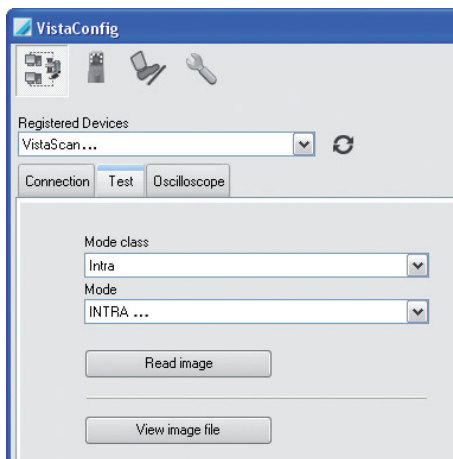 VistaConfig
Registered Devices
VistaScan...
Connection Test Oscilloscope
Mode class
Intra
Mode
INTRA ...
Read image
View image file